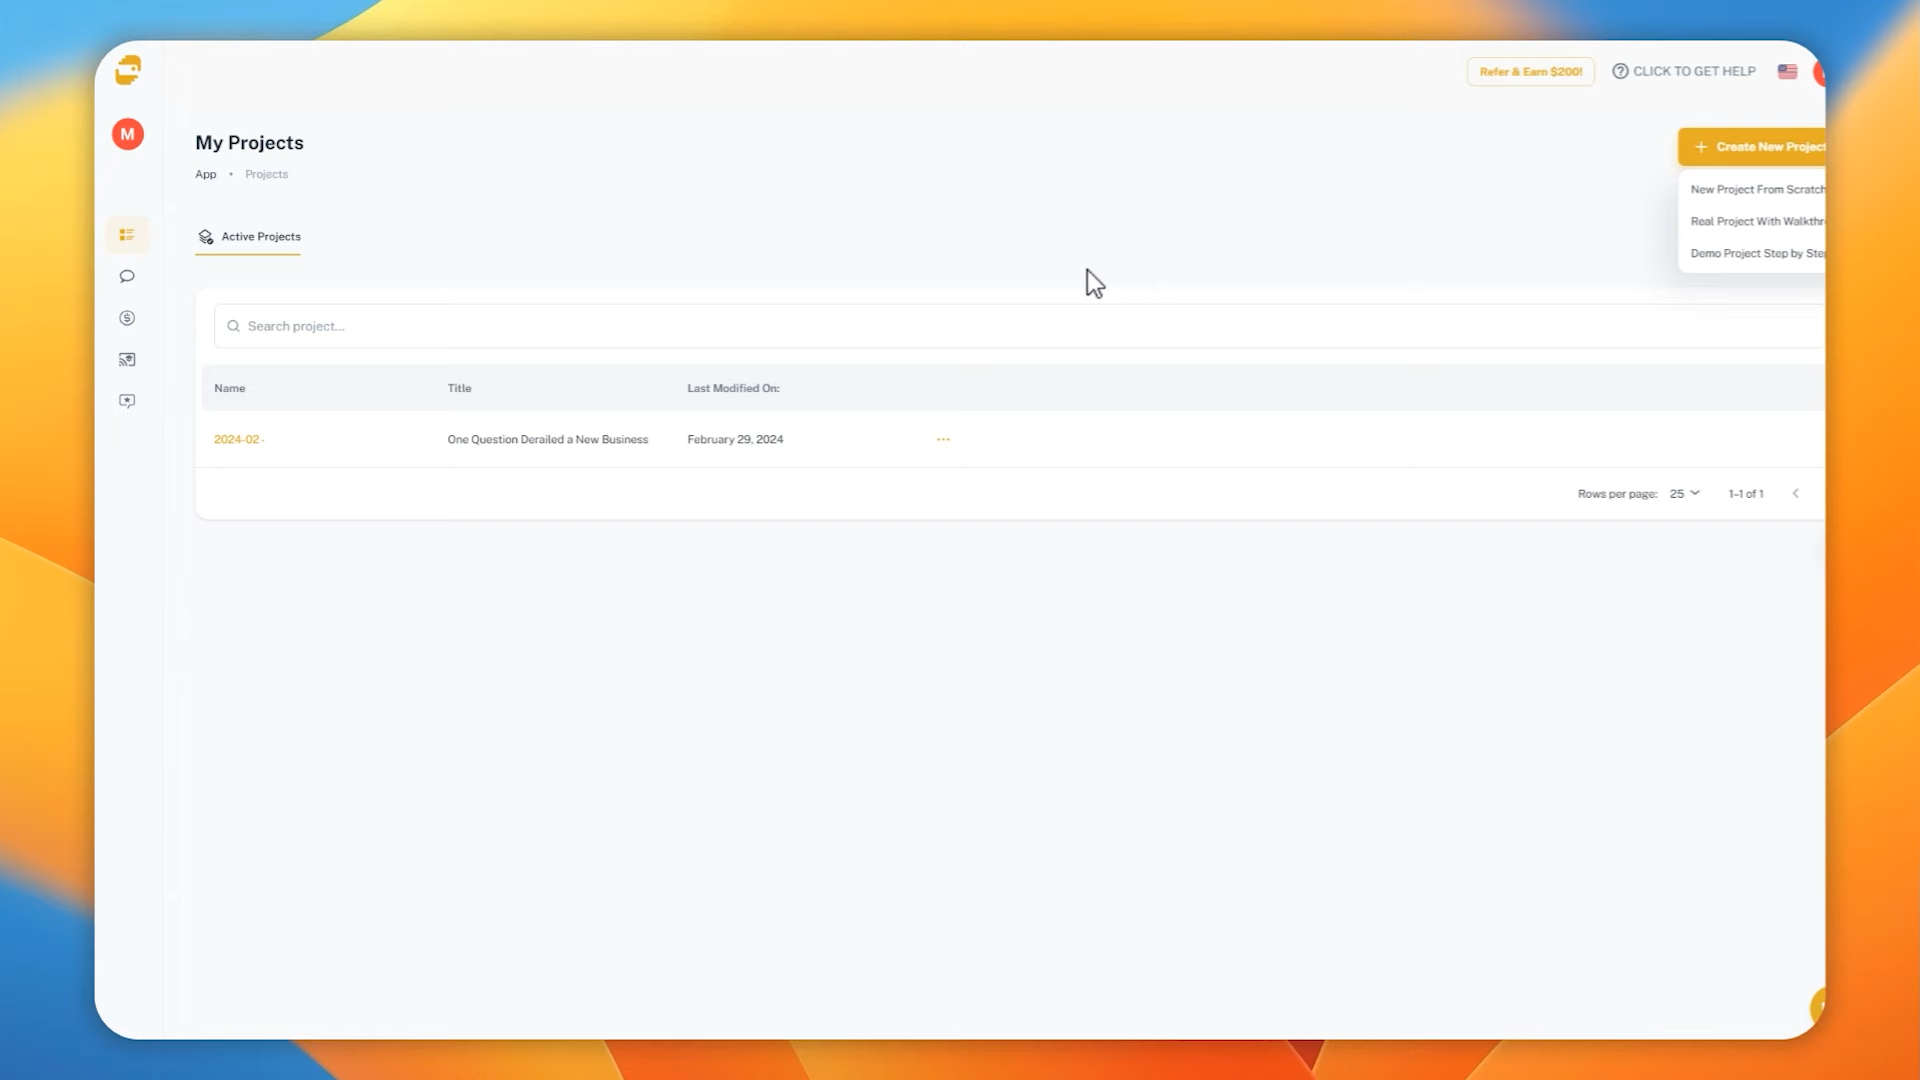 Refer & Earn $200!
CLICK TO GET HELP
M
My Projects
Create New Project
App • Projects
New Project From Scratch
Real Project With Walkthr
Demo Project Step by Step
Active Projects
Search project...
Name Title Last Modified On:
2024-02- One Question Derailed a New Business February 29, 2024 ...
Rows per page: 25 1–1 of 1